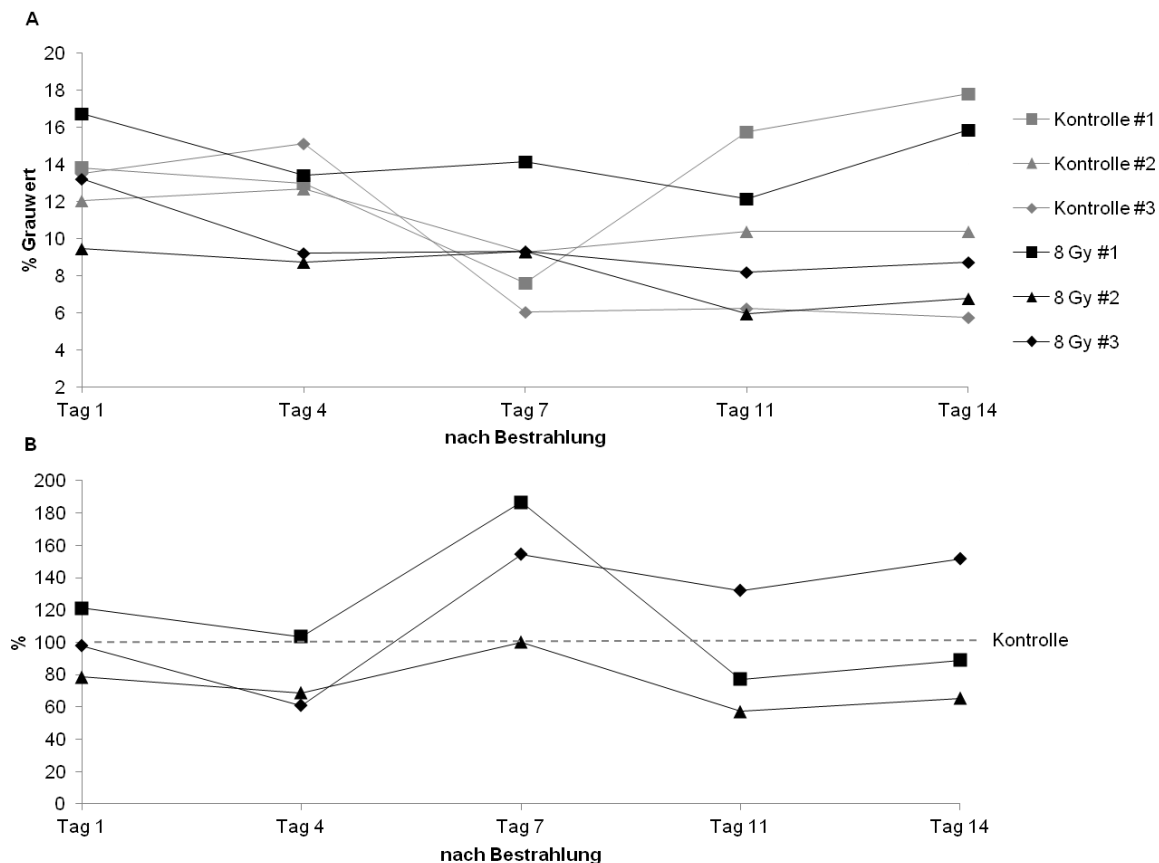 A
20
18
16
14
12
10
8
6
4
2
% Grauwert
Tag 1 Tag 4 Tag 7 Tag 11 Tag 14
nach Bestrahlung
Kontrolle #1
Kontrolle #2
Kontrolle #3
8 Gy #1
8 Gy #2
8 Gy #3
B
200
180
160
140
120
100
80
60
40
20
0
%
Kontrolle
Tag 1 Tag 4 Tag 7 Tag 11 Tag 14
nach Bestrahlung